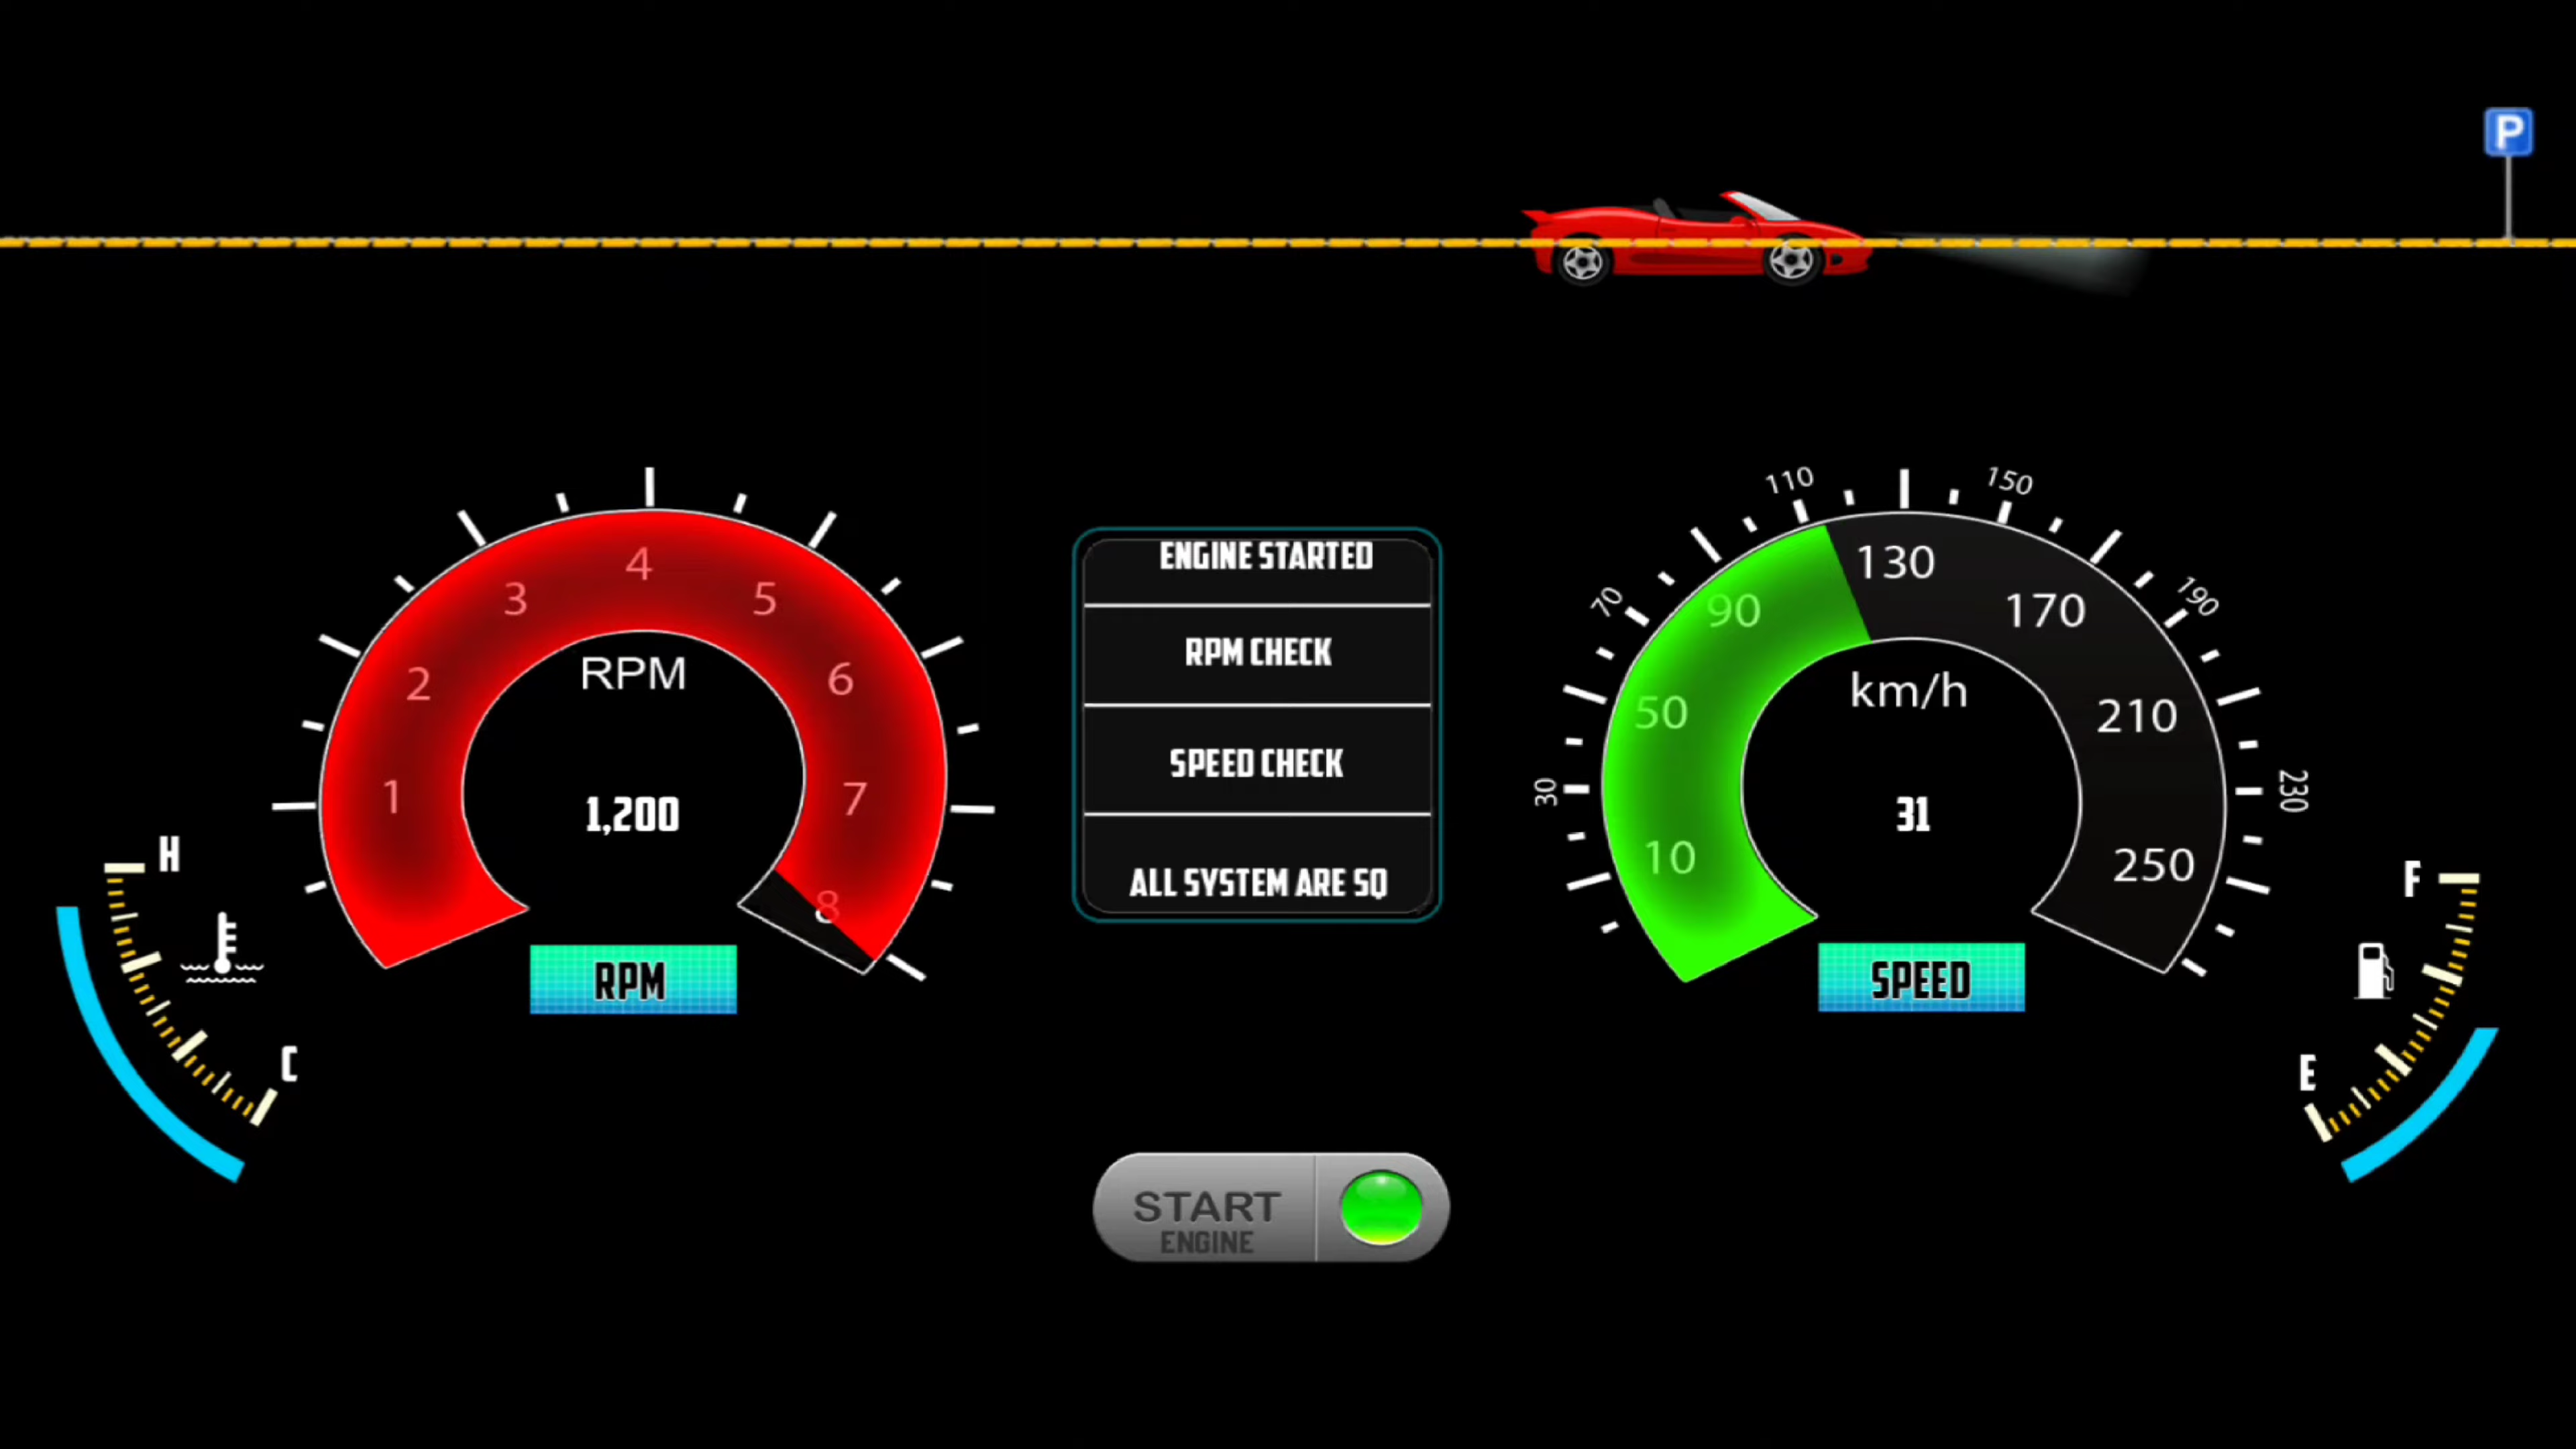 P
4
3
5
2
RPM
6
1
1,200
7
8
RPM
H
C
ENGINE STARTED
RPM CHECK
SPEED CHECK
ALL SYSTEM ARE SQ
START
ENGINE
110
150
130
70
90
170
190
50
km/h
210
30
31
230
10
250
SPEED
F
E